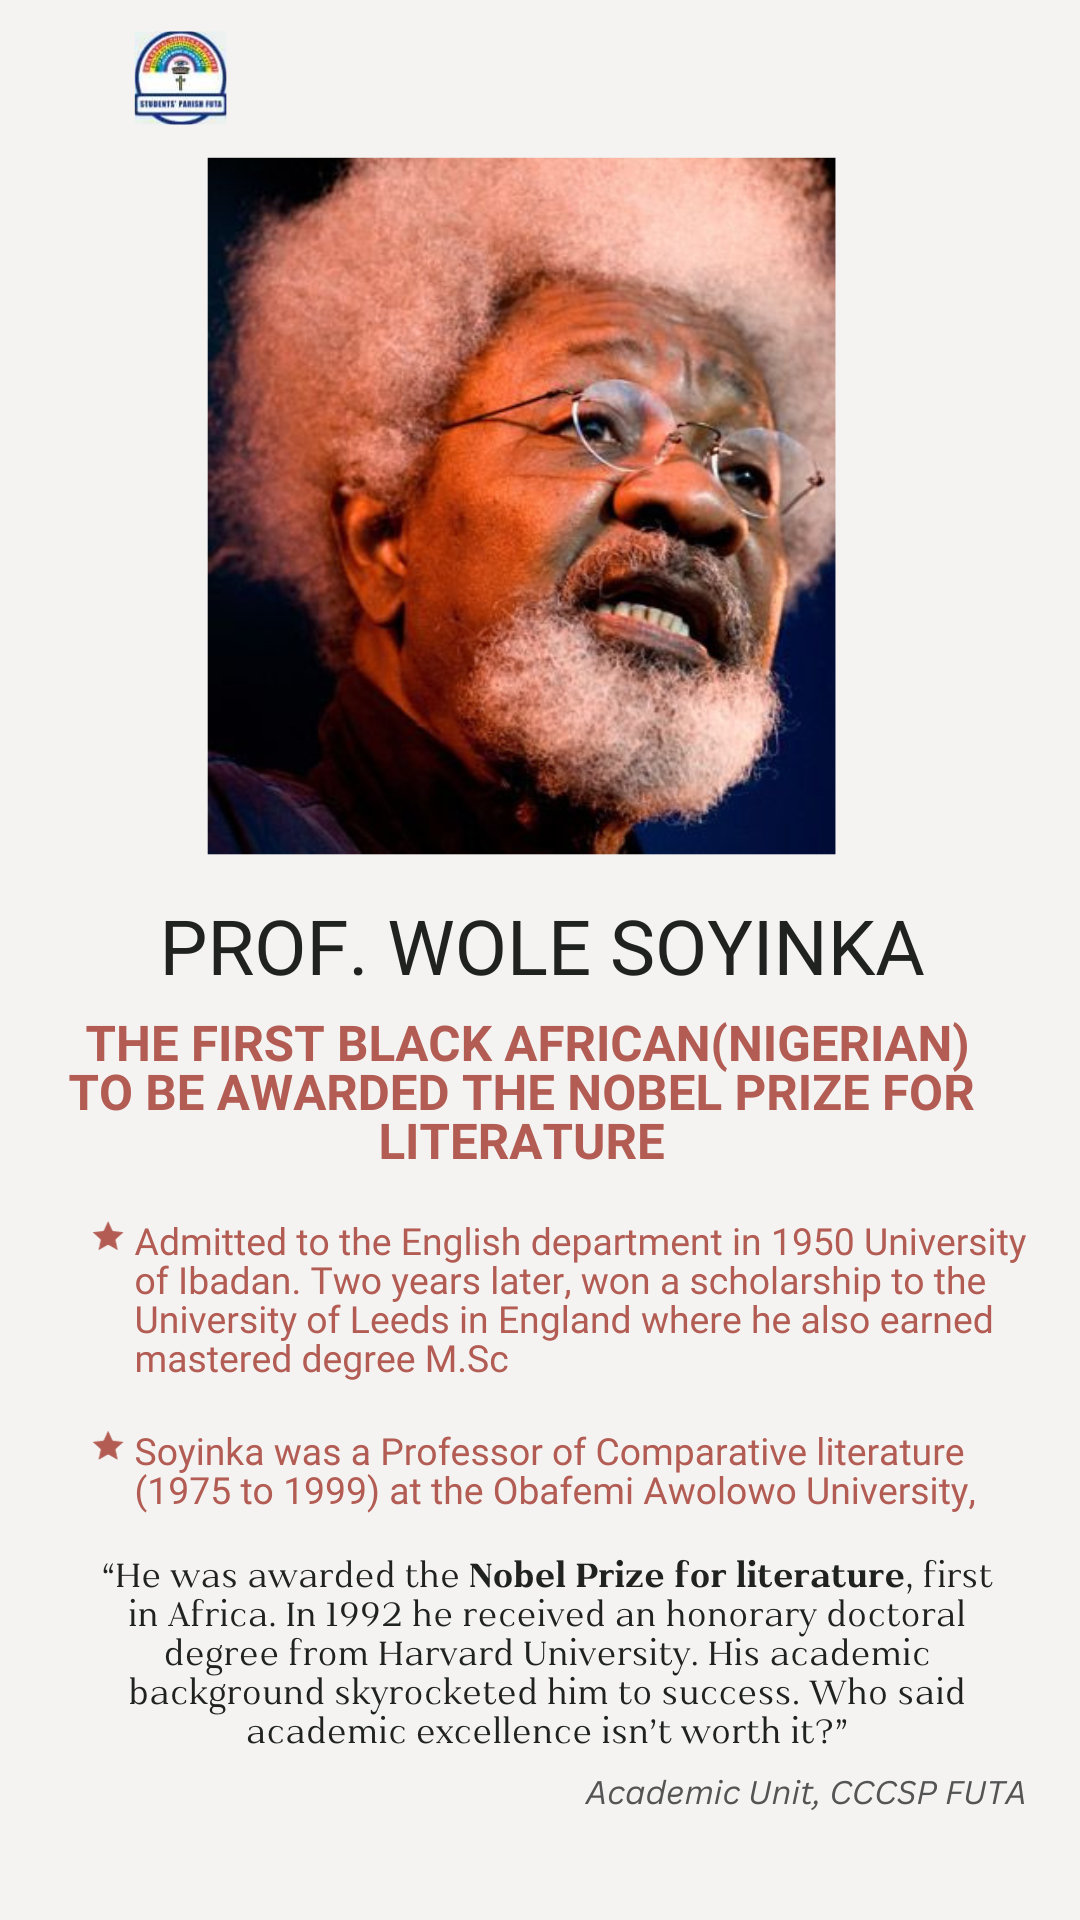 STUDENTS' PARISH FUTA
PROF. WOLE SOYINKA
THE FIRST BLACK AFRICAN(NIGERIAN)
TO BE AWARDED THE NOBEL PRIZE FOR
LITERATURE
Admitted to the English department in 1950 University
of Ibadan. Two years later, won a scholarship to the
University of Leeds in England where he also earned
mastered degree M.Sc
Soyinka was a Professor of Comparative literature
(1975 to 1999) at the Obafemi Awolowo University,
“He was awarded the Nobel Prize for literature, first
in Africa. In 1992 he received an honorary doctoral
degree from Harvard University. His academic
background skyrocketed him to success. Who said
academic excellence isn’t worth it?”
Academic Unit, CCCSP FUTA